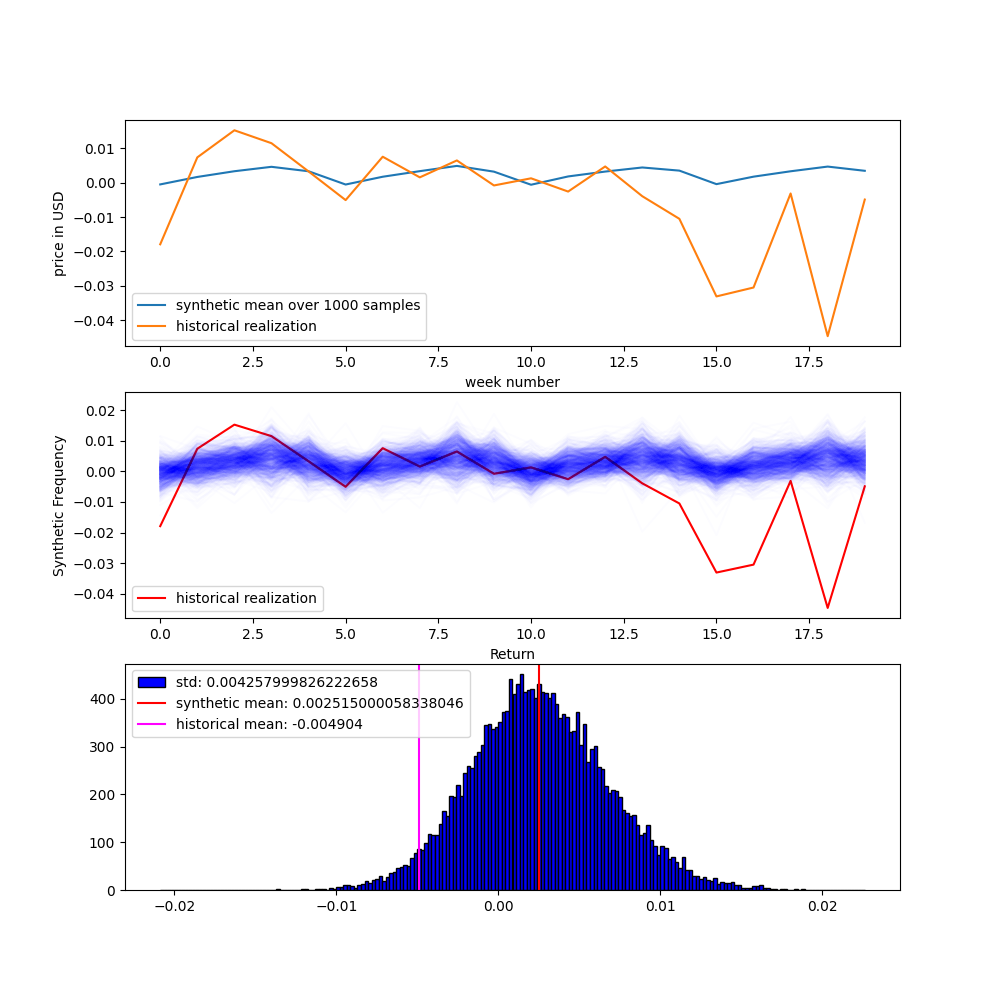 0.01
0.00
−0.01
−0.02
−0.03
−0.04
price in USD
synthetic mean over 1000 samples
historical realization
0.0 2.5 5.0 7.5 10.0 12.5 15.0 17.5
week number
0.02
0.01
0.00
−0.01
−0.02
−0.03
−0.04
Synthetic Frequency
historical realization
0.0 2.5 5.0 7.5 10.0 12.5 15.0 17.5
Return
400
300
200
100
0
std: 0.004257999826222658
synthetic mean: 0.002515000058338046
historical mean: -0.004904
−0.02 −0.01 0.00 0.01 0.02